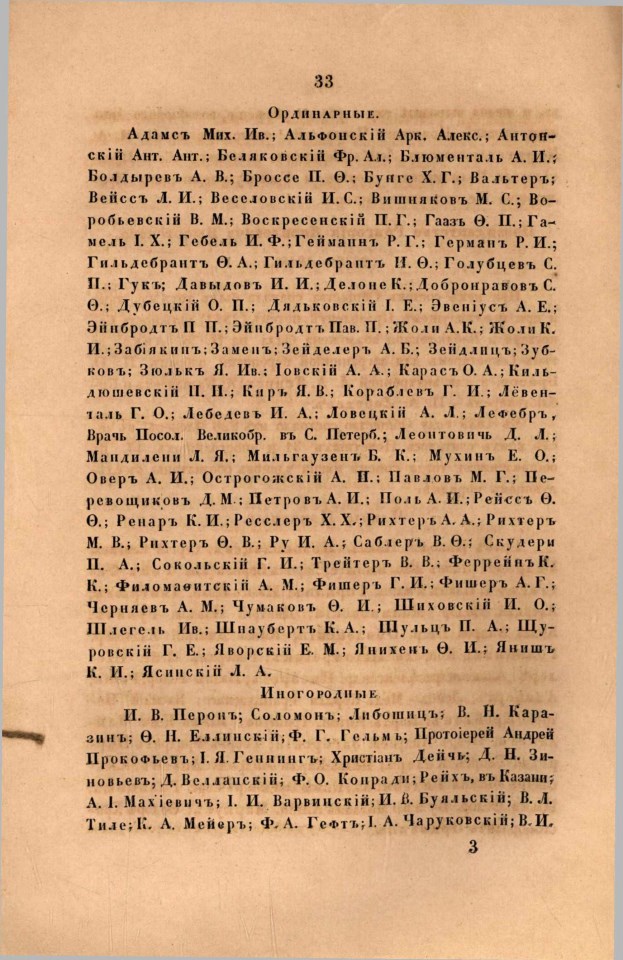 33
Ординарные.
Адамсъ Мих. Ив.; Альфонскій Арк. Алекс.; Антон-
скій Ант. Ант.; Беляковскій Фр. Ал.; Блюменталь А. И.;
Болдыревъ А. В.; Броссе П. Ѳ.; Бунге Х. Г.; Вальтеръ;
Вейссъ Л. И.; Веселовскій И. С.; Вишняковъ М. С.; Во-
робьевскій В. М.; Воскресенскій П. Г.; Гаазъ Ѳ. П.; Га-
мель I. Х.; Гебель И. Ф.; Гейманнъ Р. Г.; Германъ Р. И.;
Гильдебрантъ Ѳ. А.; Гильдебрантъ И. Ѳ.; Голубцевъ С.
П.; Гукъ; Давыдовъ И. И.; Делоне К.; Добронравовъ С.
Ѳ.; Дубецкій О. П.; Дядьковскій I. Е.; Эвеніусъ А. Е.;
Эйнбродтъ П П.; Эйнбродтъ Пав. П.; Жоли А. К.; Жоли К.
И.; Забіякинъ; Заменъ; Зейделеръ А. Б.; Зейдлицъ; Зуб-
ковъ; Зюлькъ Я. Ив.; Іовскій А. А.; Карасъ О. А.; Киль-
дюшевскій П. И.; Киръ Я. В.; Кораблевъ Г. И.; Лёвен-
таль Г. О.; Лебедевъ И. А.; Ловецкій А. Л.; Лефебръ,
Врачь Посол. Великобр. въ С. Петерб.; Леонтовичь Д. Л.;
Мандилени Л. Я.; Мильгаузенъ Б. К.; Мухинъ Е. О.;
Оверъ А. И.; Острогожскій А. П.; Павловъ М. Г.; Пе-
ревощиковъ Д. М.; Петровъ А. И.; Поль А. И.; Рейссъ Ѳ.
Ѳ.; Ренаръ К. И.; Ресслеръ Х. Х.; Рихтеръ А. А.; Рихтеръ
М. В.; Рихтеръ Ѳ. В.; Ру И. А.; Саблеръ В. Ѳ.; Скудери
П. А.; Сокольскій Г. И.; Трейтеръ В. В.; Феррейнъ К.
К.; Филомаѳитскій А. М.; Фишеръ Г. И.; Фишеръ А. Г.;
Черняевъ А. М.; Чумаковъ Ѳ. И.; Шиховскій И. О.;
Шлегель Ив.; Шнаубертъ К. А.; Шульцъ П. А.; Щу-
ровскій Г. Е.; Яворскій Е. М.; Янихенъ Ѳ. И.; Янишъ
К. И.; Ясинскій Л. А.
Иногородные
И. В. Перонъ; Соломонъ; Либошицъ; В. Н. Кара-
зинъ; Ѳ. Н. Еллинскій; Ф. Г. Гельмъ; Протоіерей Андрей
Прокофьевъ; I. Я. Геннингъ; Христіанъ Дейчь; Д. Н. Зи-
новьевъ; Д. Велланскій; Ф. О. Конради; Рейхъ, въ Казани;
А. I. Махіевичъ; I. И. Варвинскій; И. В. Буяльскій; В. Л.
Тиле; К. А. Мейеръ; Ф. А. Гефтъ; I. А. Чаруковскій; В. И.
3